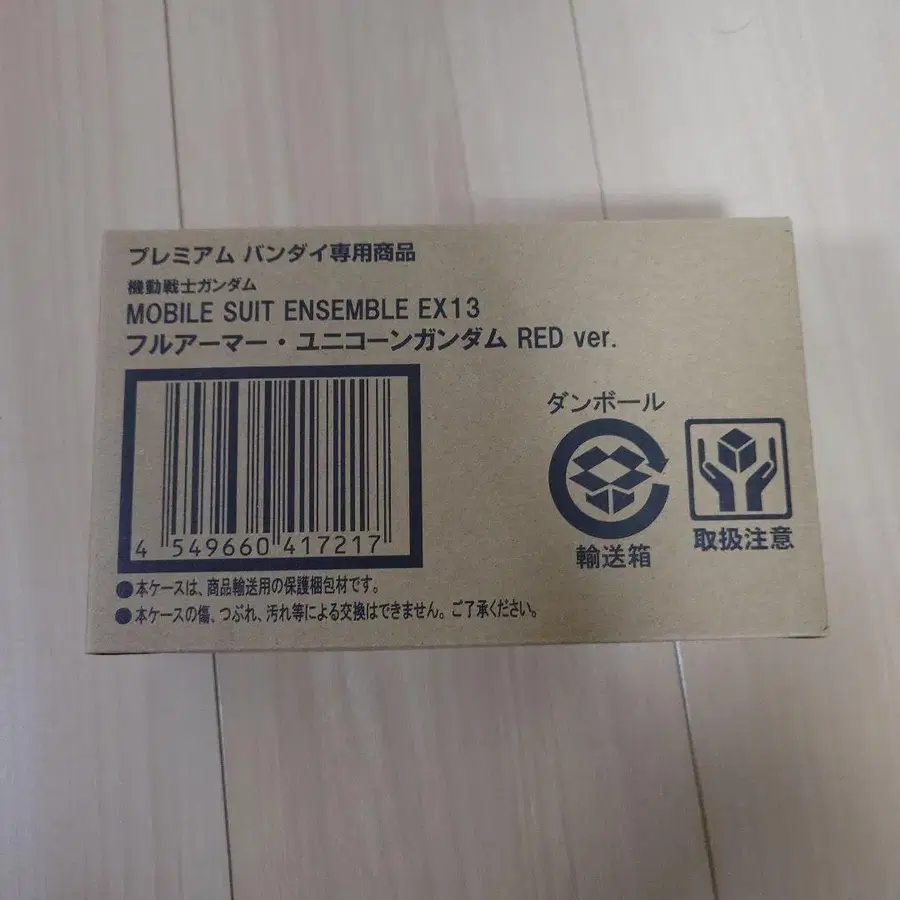 プレミアム バンダイ専用商品
機動戦士ガンダム
MOBILE SUIT ENSEMBLE EX13
フルアーマー・ユニコーンガンダム RED ver.
4 549660 417217
ダンボール
輸送箱
取扱注意
●本ケースは、商品輸送用の保護梱包材です。
●本ケースの傷、つぶれ、汚れ等による交換はできません。ご了承ください。